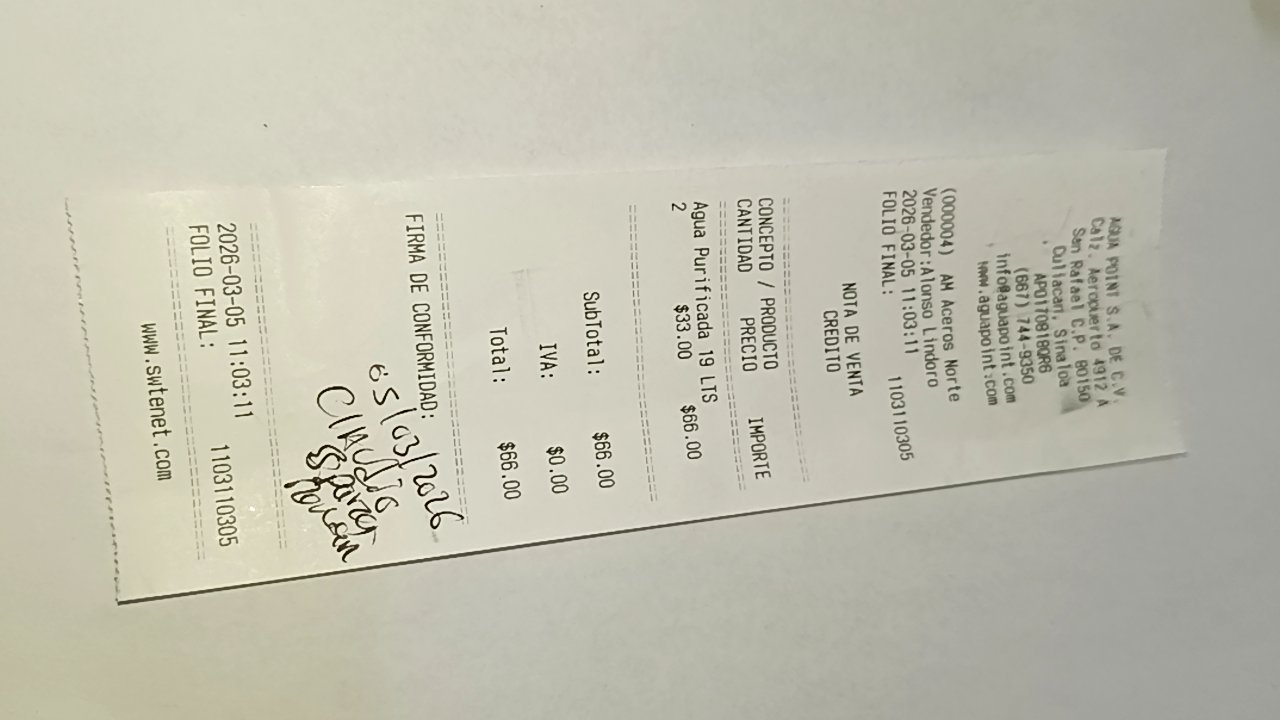 AGUA POINT S.A. DE C.V.
Calz. Aeropuerto 4912 A
San Rafael C.P. 80150
, Culiacan, Sinaloa
APO170918QR6
(667) 744-9350
info@aguapoint.com
, www.aguapoint.com
(000004) AM Aceros Norte
Vendedor:Alonso Lindoro
2026-03-05 11:03:11
FOLIO FINAL: 1103110305
NOTA DE VENTA
CREDITO
CONCEPTO / PRODUCTO
CANTIDAD PRECIO IMPORTE
Agua Purificada 19 LTS
2 $33.00 $66.00
SubTotal: $66.00
IVA: $0.00
Total: $66.00
FIRMA DE CONFORMIDAD:
05/03/2026
Claudio
2026-03-05 11:03:11
FOLIO FINAL: 1103110305
www.swtenet.com